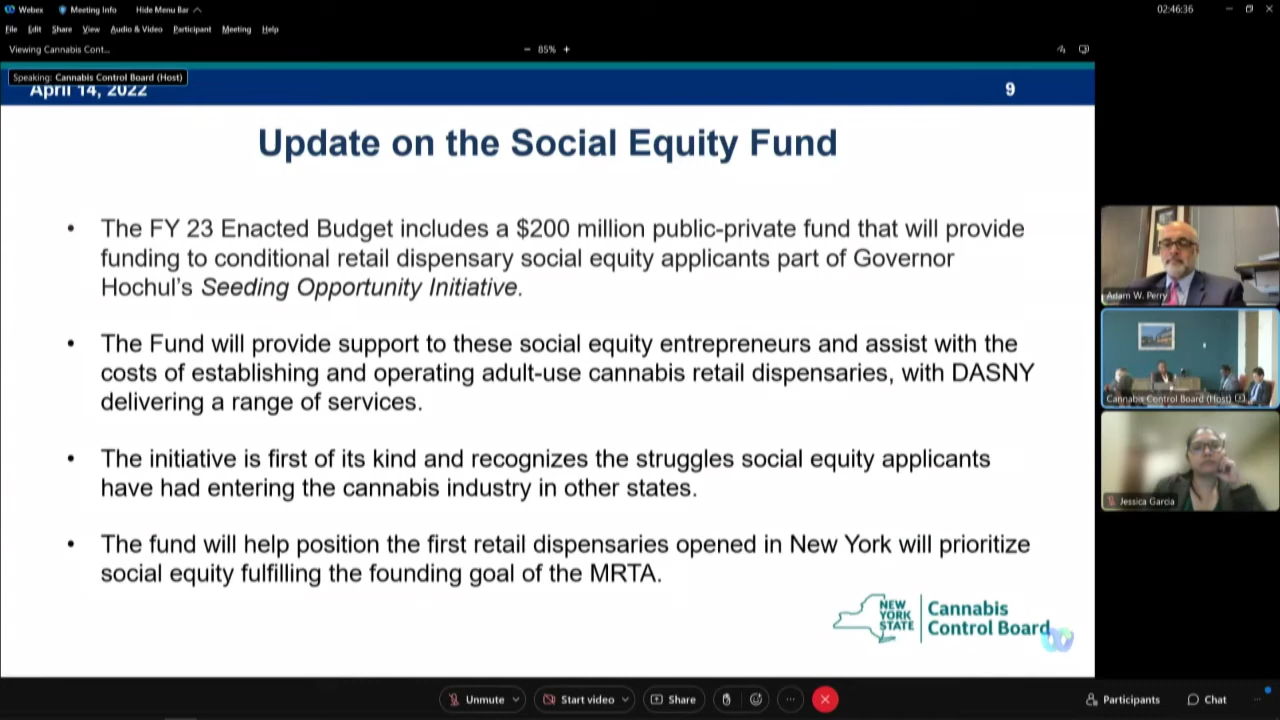 Webex
Meeting Info
Hide Menu Bar
02:46:36
File Edit Share View Audio & Video Participant Meeting Help
Viewing Cannabis Cont...
85%
Speaking: Cannabis Control Board (Host)
April 14, 2022
9
Update on the Social Equity Fund
• The FY 23 Enacted Budget includes a $200 million public-private fund that will provide
funding to conditional retail dispensary social equity applicants part of Governor
Hochul's Seeding Opportunity Initiative.
• The Fund will provide support to these social equity entrepreneurs and assist with the
costs of establishing and operating adult-use cannabis retail dispensaries, with DASNY
delivering a range of services.
• The initiative is first of its kind and recognizes the struggles social equity applicants
have had entering the cannabis industry in other states.
• The fund will help position the first retail dispensaries opened in New York will prioritize
social equity fulfilling the founding goal of the MRTA.
NEW
YORK
STATE
Cannabis
Control Board
Adam W. Perry
Cannabis Control Board (Host)
Jessica Garcia
Unmute
Start video
Share
Participants
Chat